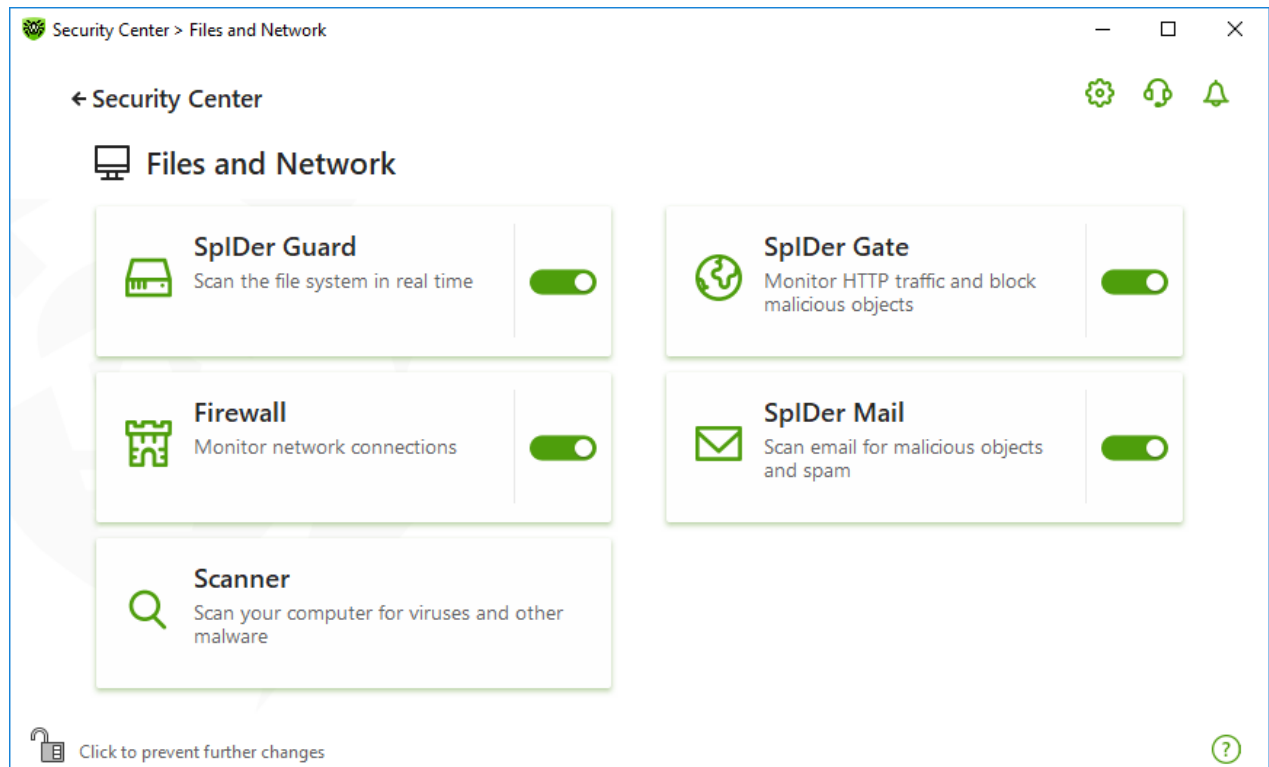 Security Center > Files and Network
Security Center
Files and Network
SpIDer Guard
Scan the file system in real time
SpIDer Gate
Monitor HTTP traffic and block
malicious objects
Firewall
Monitor network connections
SpIDer Mail
Scan email for malicious objects
and spam
Scanner
Scan your computer for viruses and other
malware
Click to prevent further changes
?